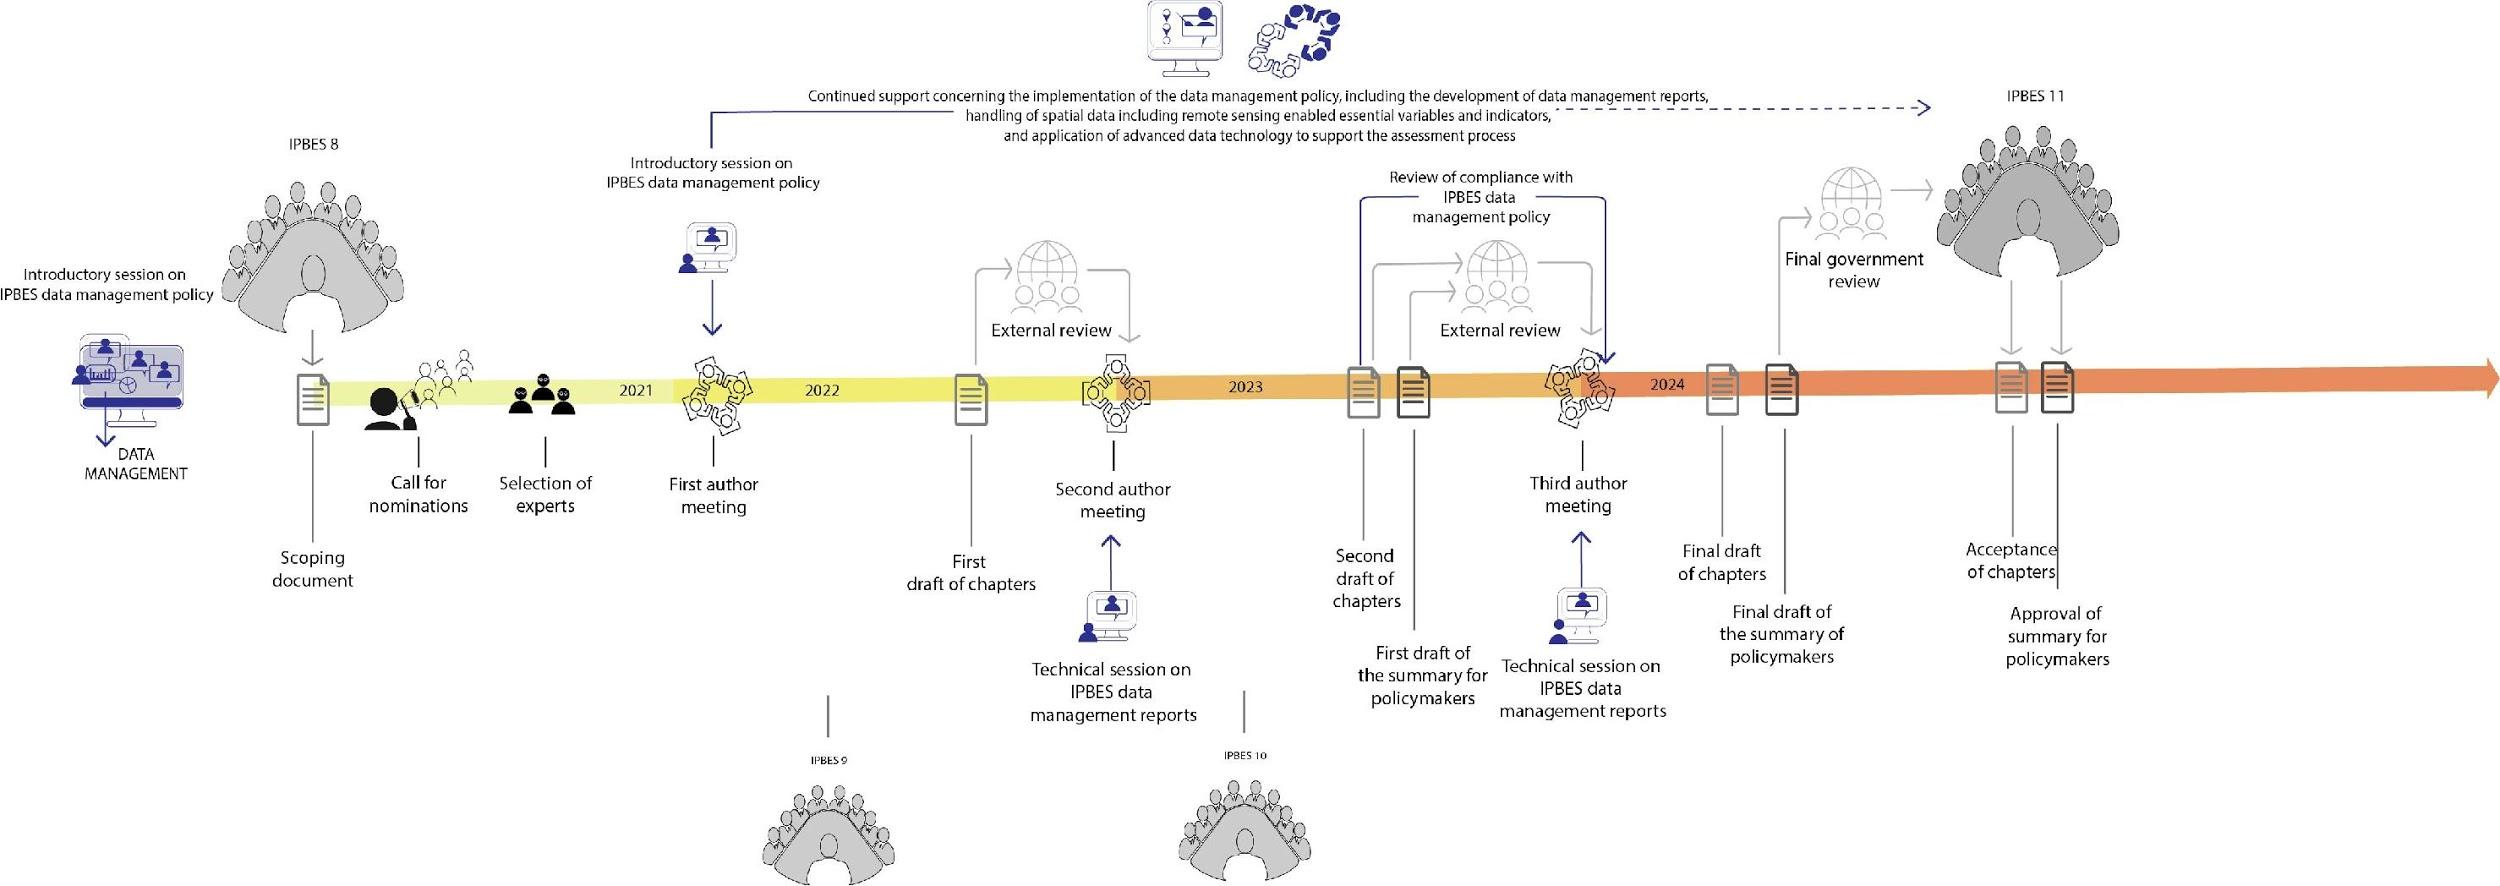 Continued support concerning the implementation of the data management policy, including the development of data management reports,
handling of spatial data including remote sensing enabled essential variables and indicators,
and application of advanced data technology to support the assessment process
IPBES 11
IPBES 8
Introductory session on
IPBES data management policy
Review of compliance with
IPBES data
management policy
Introductory session on
IPBES data management policy
Final government
review
External review
External review
2021
2022
2023
2024
DATA
MANAGEMENT
Call for
nominations
Selection of
experts
First author
meeting
Second author
meeting
Third author
meeting
Scoping
document
First
draft of chapters
Second
draft of
chapters
Final draft
of chapters
Acceptance
of chapters
First draft of
the summary for
policymakers
Final draft of
the summary of
policymakers
Approval of
summary for
policymakers
Technical session on
IPBES data
management reports
Technical session on
IPBES data
management reports
IPBES 9
IPBES 10